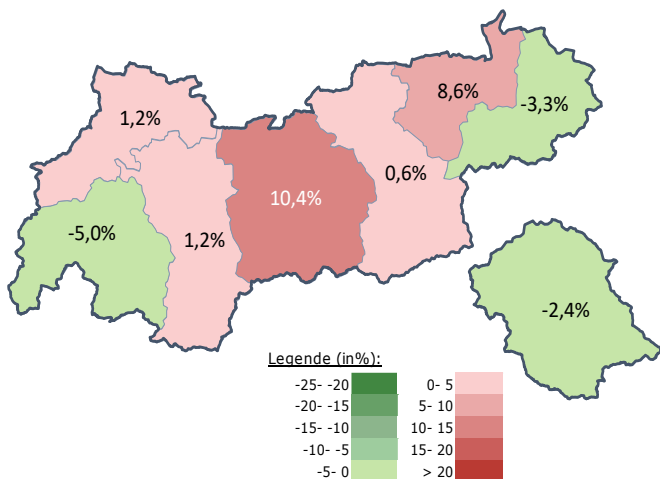 8,6%
-3,3%
1,2%
0,6%
10,4%
-5,0%
1,2%
-2,4%
Legende (in%):
-25- -20 0- 5
-20- -15 5- 10
-15- -10 10- 15
-10- -5 15- 20
-5- 0 > 20